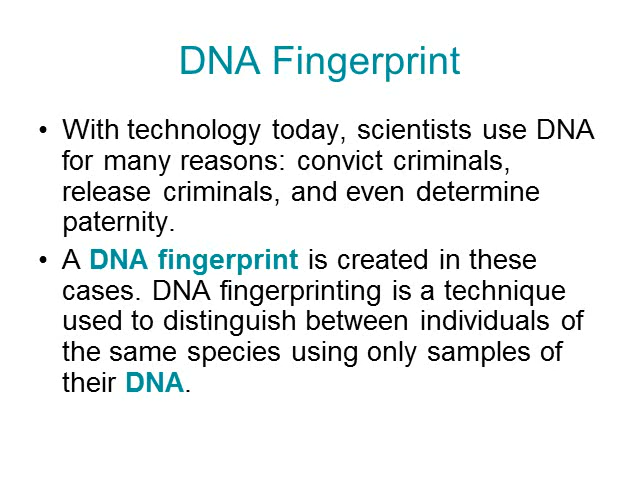 DNA Fingerprint
• With technology today, scientists use DNA
for many reasons: convict criminals,
release criminals, and even determine
paternity.
• A DNA fingerprint is created in these
cases. DNA fingerprinting is a technique
used to distinguish between individuals of
the same species using only samples of
their DNA.